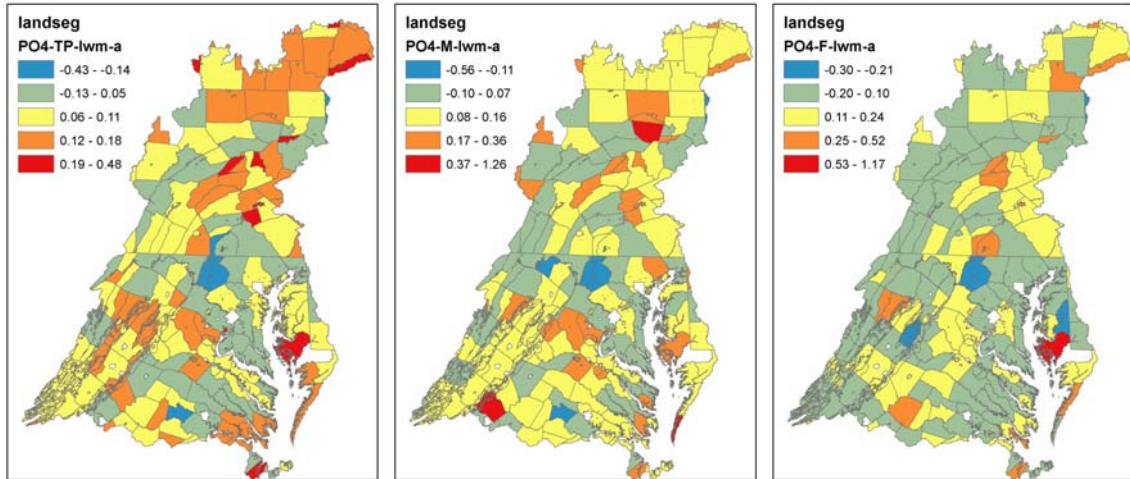 landseg
PO4-TP-lwm-a
-0.43 - -0.14
-0.13 - 0.05
0.06 - 0.11
0.12 - 0.18
0.19 - 0.48
landseg
PO4-M-lwm-a
-0.56 - -0.11
-0.10 - 0.07
0.08 - 0.16
0.17 - 0.36
0.37 - 1.26
landseg
PO4-F-lwm-a
-0.30 - -0.21
-0.20 - 0.10
0.11 - 0.24
0.25 - 0.52
0.53 - 1.17